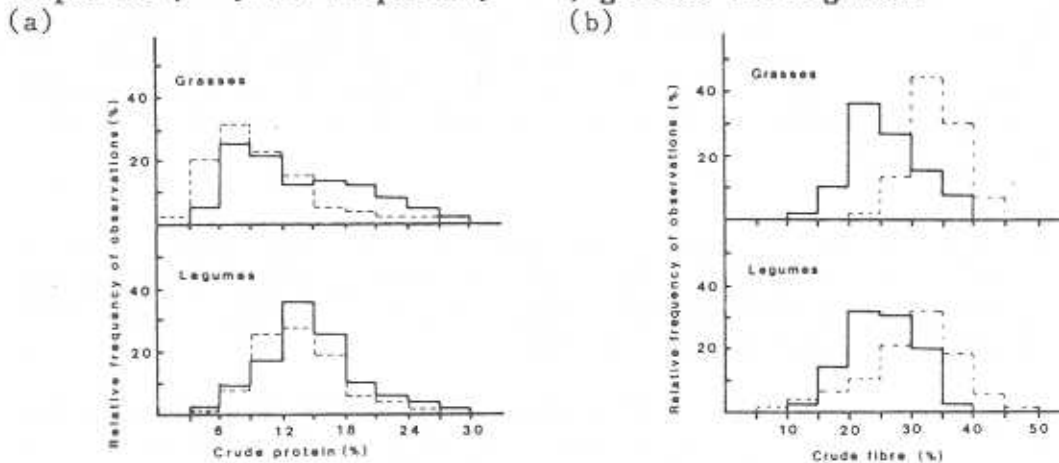 (a)
(b)
Grasses
Relative frequency of observations (%)
40
20
Legumes
40
20
6 12 18 24 30
Crude protein (%)
Grasses
Relative frequency of observations (%)
40
20
Legumes
40
20
10 20 30 40 50
Crude fibre (%)